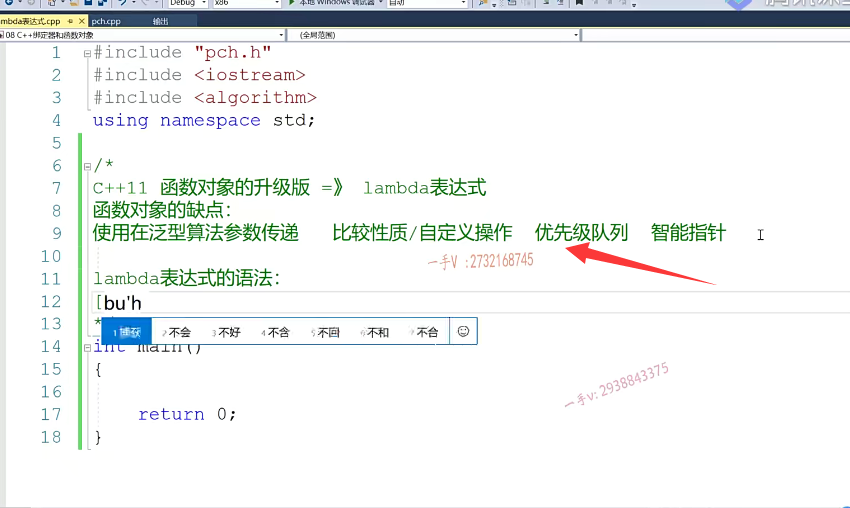 Debug x86 本地 Windows 调试器 自动
mbda表达式.cpp pch.cpp 输出
08 C++绑定器和函数对象 (全局范围)
1 #include "pch.h"
2 #include <iostream>
3 #include <algorithm>
4 using namespace std;
5
6 /*
7 C++11 函数对象的升级版 =》 lambda表达式
8 函数对象的缺点：
9 使用在泛型算法参数传递 比较性质/自定义操作 优先级队列 智能指针
10
一手V :2732168745
11 lambda表达式的语法：
12 [bu'h
13 *
1 博获 2 不会 3 不好 4 不含 5 不回 6 不和 7 不合
14 int main()
15 {
16
一手v: 2938843375
17 return 0;
18 }